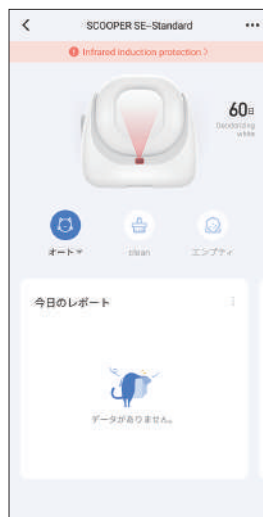 SCOOPER SE-Standard
Infrared induction protection
60日
Deodorizing
white
オート
clean
エンプティ
今日のレポート
データがありません。